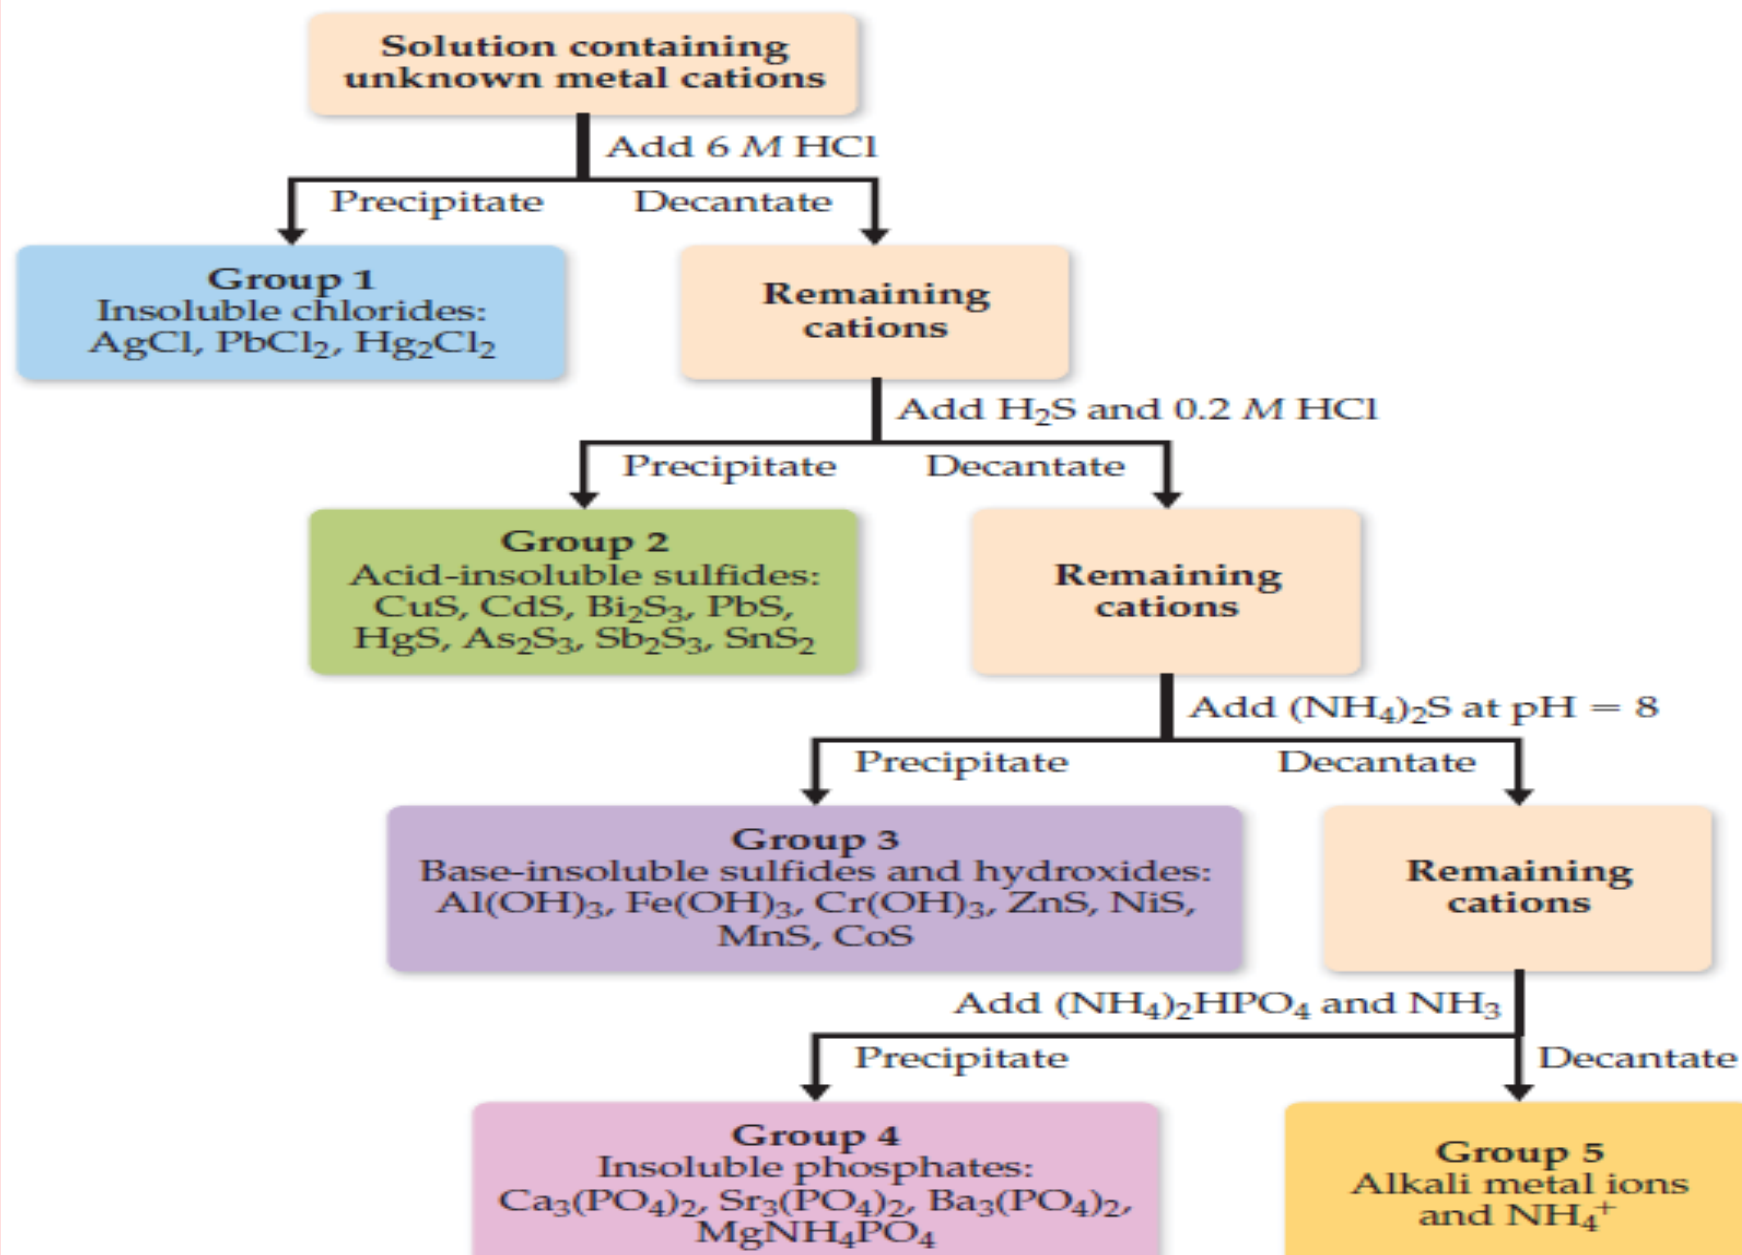 Solution containing
unknown metal cations
Add 6 M HCl
Precipitate
Decantate
Group 1
Insoluble chlorides:
AgCl, PbCl₂, Hg₂Cl₂
Remaining
cations
Add H₂S and 0.2 M HCl
Precipitate
Decantate
Group 2
Acid-insoluble sulfides:
CuS, CdS, Bi₂S₃, PbS,
HgS, As₂S₃, Sb₂S₃, SnS₂
Remaining
cations
Add (NH₄)₂S at pH = 8
Precipitate
Decantate
Group 3
Base-insoluble sulfides and hydroxides:
Al(OH)₃, Fe(OH)₃, Cr(OH)₃, ZnS, NiS,
MnS, CoS
Remaining
cations
Add (NH₄)₂HPO₄ and NH₃
Precipitate
Decantate
Group 4
Insoluble phosphates:
Ca₃(PO₄)₂, Sr₃(PO₄)₂, Ba₃(PO₄)₂,
MgNH₄PO₄
Group 5
Alkali metal ions
and NH₄⁺